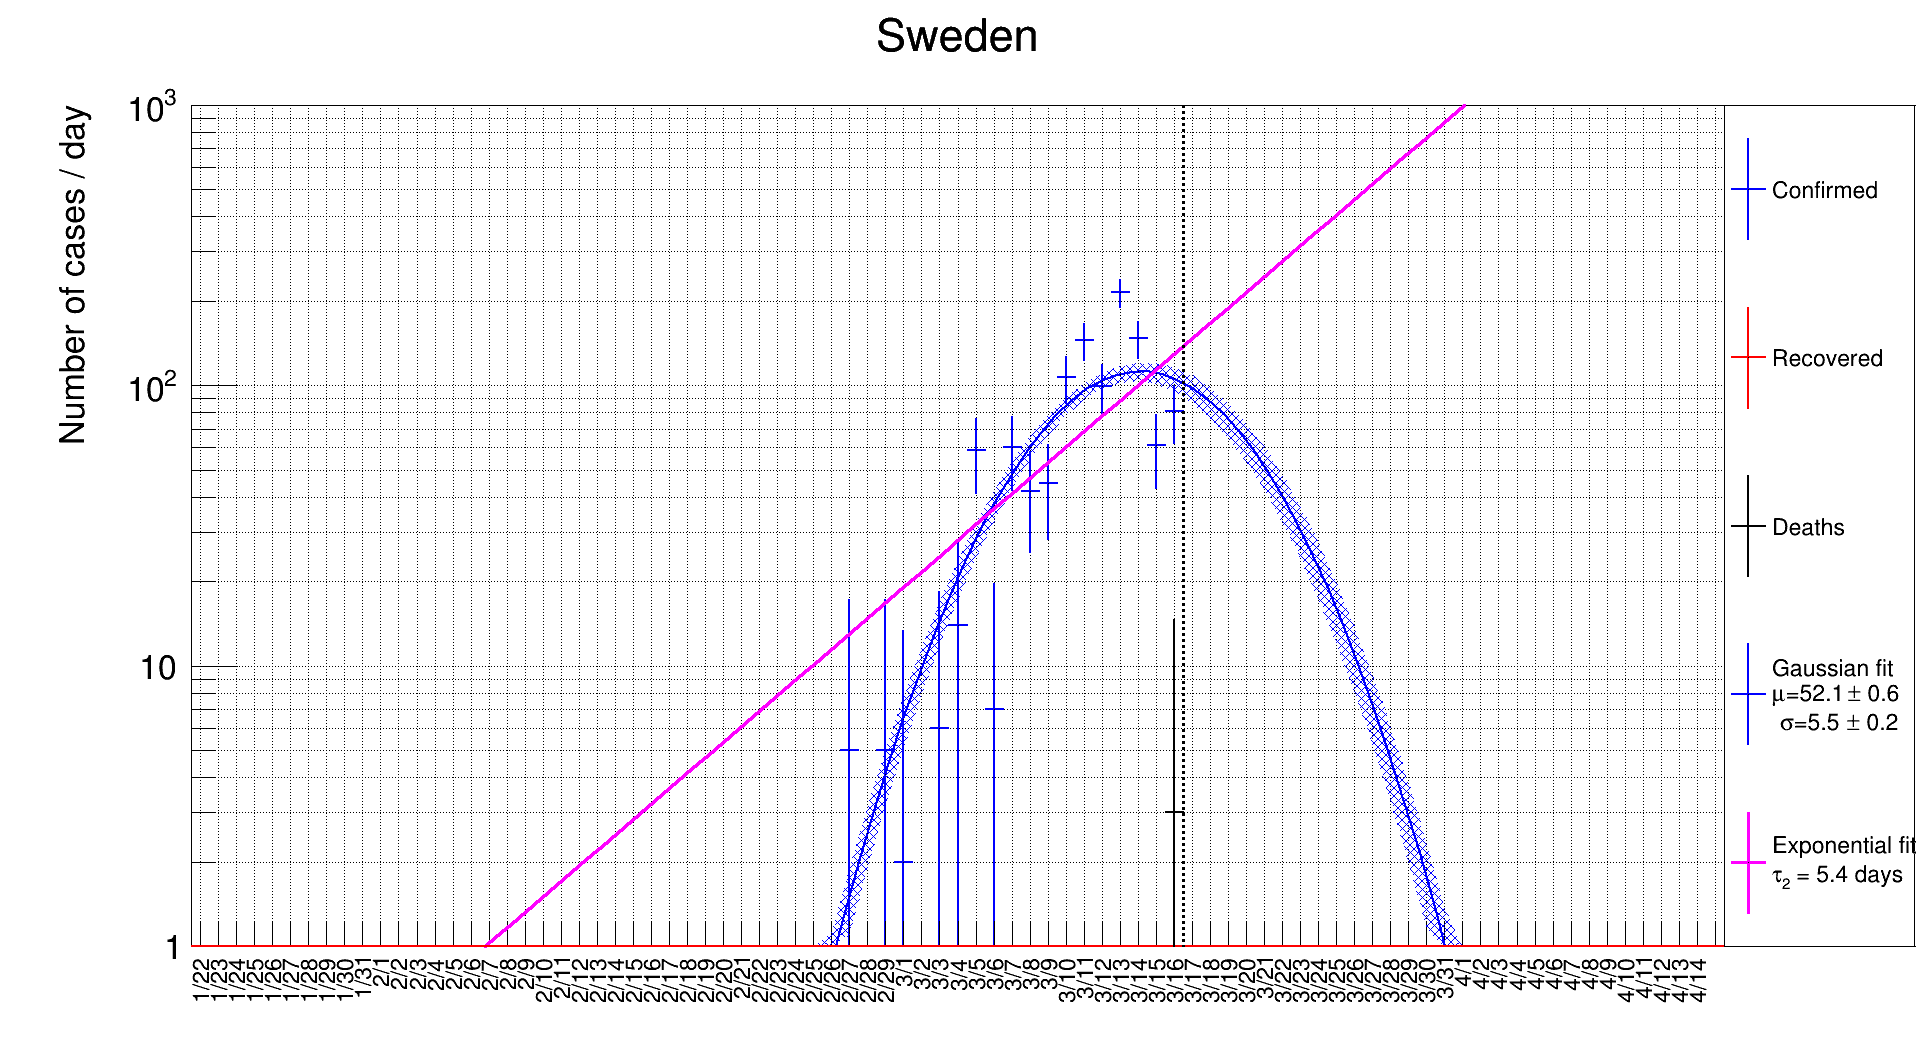 Sweden
Number of cases / day
10³
10²
10
1
1/22 1/23 1/24 1/25 1/26 1/27 1/28 1/29 1/30 1/31 2/1 2/2 2/3 2/4 2/5 2/6 2/7 2/8 2/9 2/10 2/11 2/12 2/13 2/14 2/15 2/16 2/17 2/18 2/19 2/20 2/21 2/22 2/23 2/24 2/25 2/26 2/27 2/28 2/29 3/1 3/2 3/3 3/4 3/5 3/6 3/7 3/8 3/9 3/10 3/11 3/12 3/13 3/14 3/15 3/16 3/17 3/18 3/19 3/20 3/21 3/22 3/23 3/24 3/25 3/26 3/27 3/28 3/29 3/30 3/31 4/1 4/2 4/3 4/4 4/5 4/6 4/7 4/8 4/9 4/10 4/11 4/12 4/13 4/14
Confirmed
Recovered
Deaths
Gaussian fit
μ=52.1 ± 0.6
σ=5.5 ± 0.2
Exponential fit
τ₂ = 5.4 days